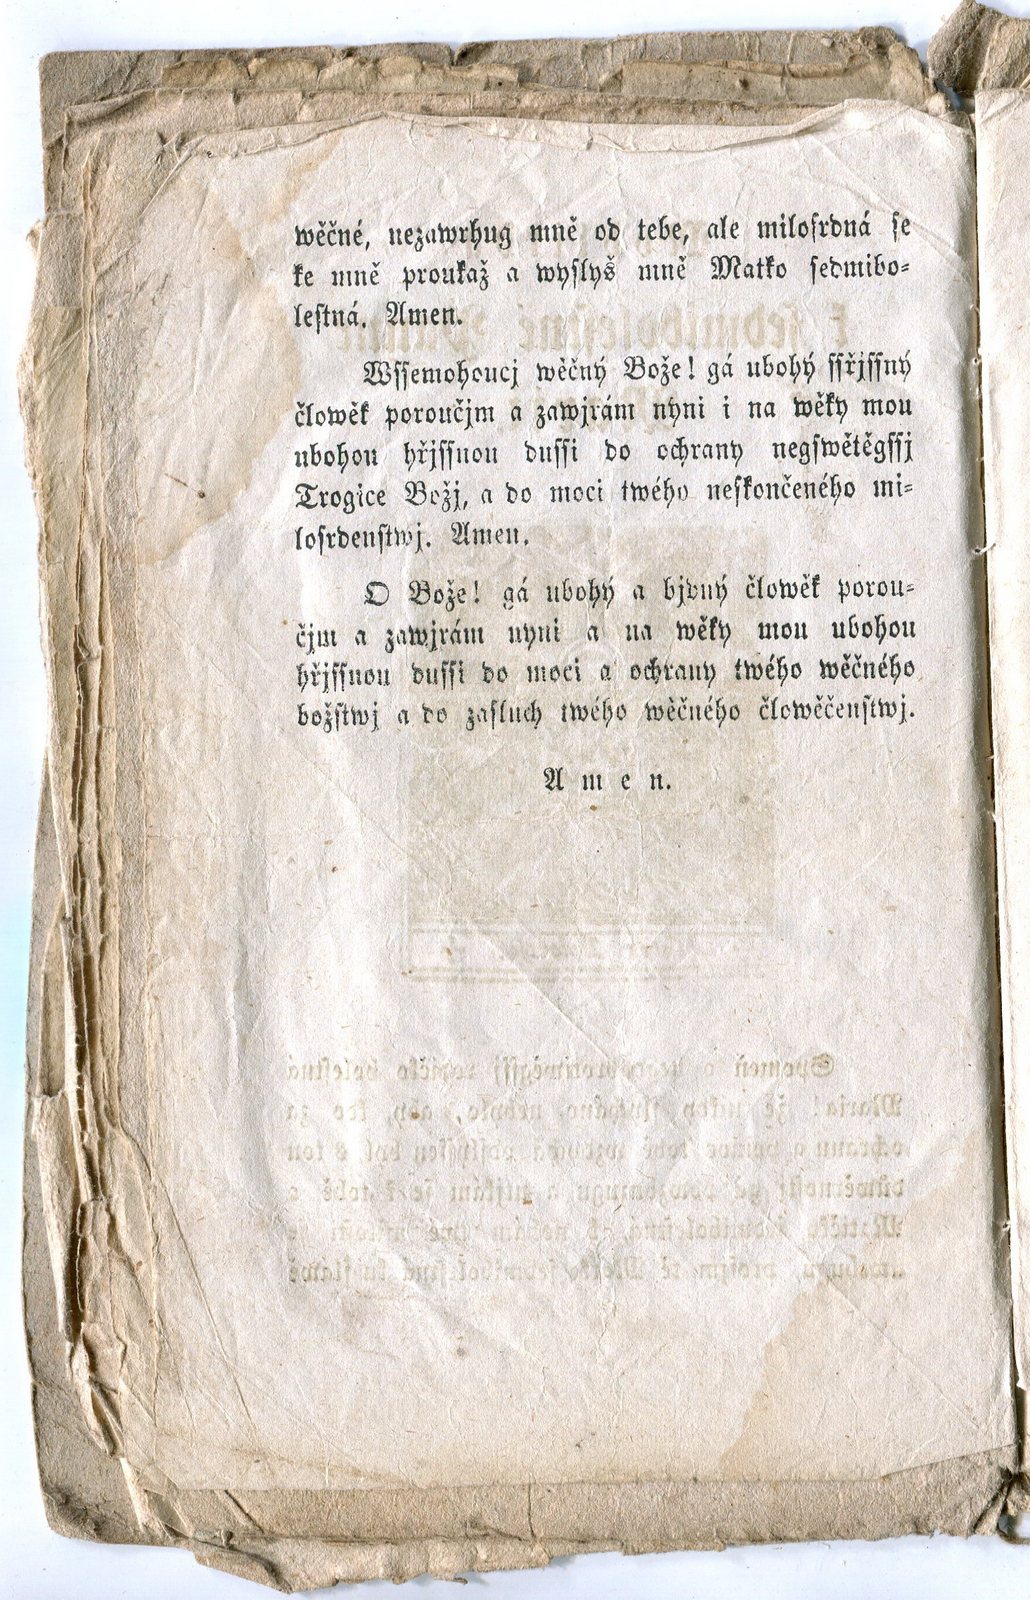 wěčné, nezawrhug mně od tebe, ale milosrdná se
ke mně proukaž a wyslyš mně Matko sedmibo-
lestná. Amen.
Wssemohoucj wěčný Bože! gá ubohý ssřjssný
člowěk poroučjm a zawjrám nyni i na wěky mou
ubohou hřjssnou dussi do ochrany negswětěgssj
Trogice Božj, a do moci twého neskončeného mi-
losrdenstwj. Amen.
O Bože! gá ubohý a bjdný člowěk porou-
čjm a zawjrám nyni a na wěky mou ubohou
hřjssnou dussi do moci a ochrany twého wěčného
božstwj a do zasluch twého wěčného člowěčenstwj.
Amen.